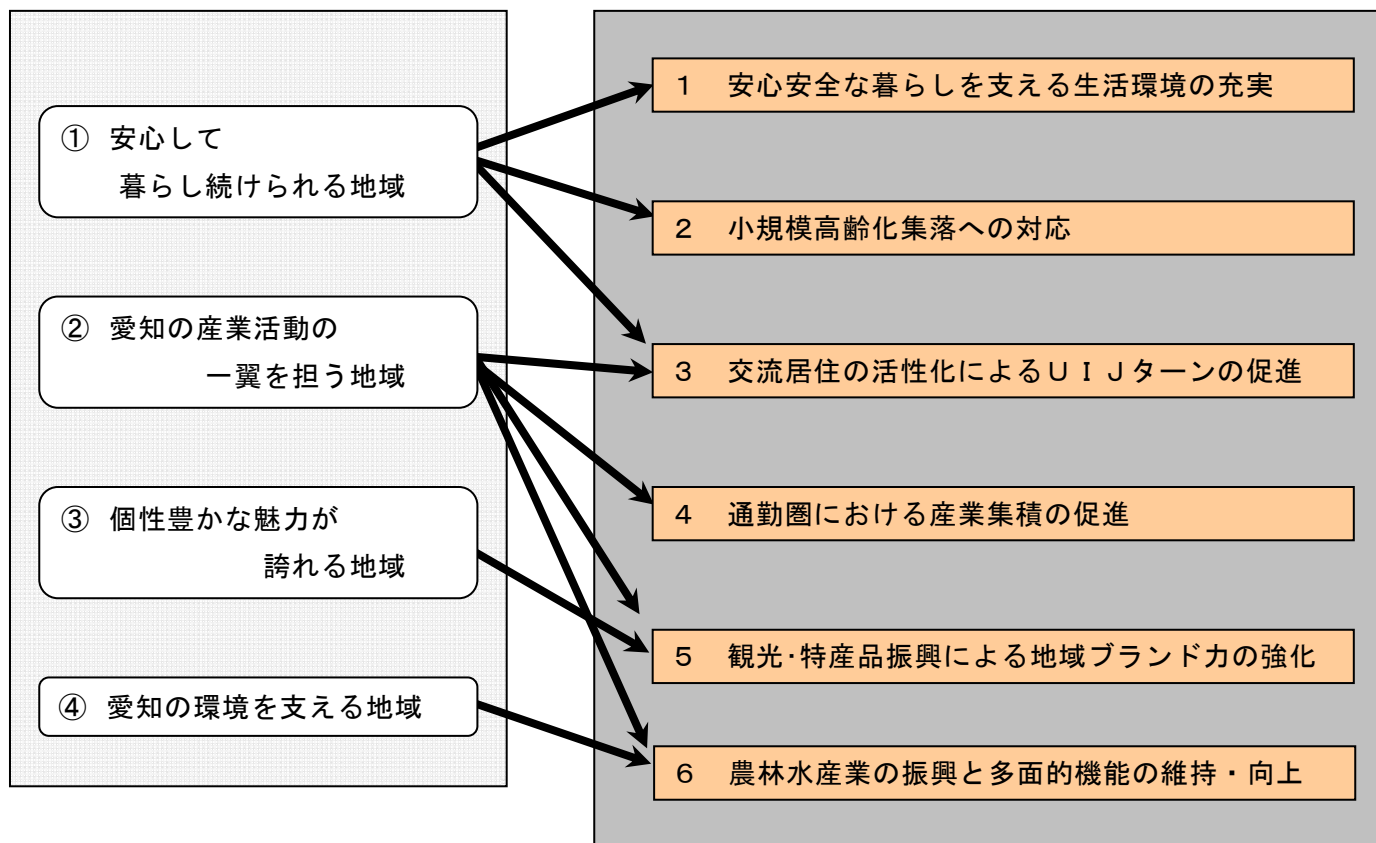 ① 安心して
暮らし続けられる地域
② 愛知の産業活動の
一翼を担う地域
③ 個性豊かな魅力が
誇れる地域
④ 愛知の環境を支える地域
１ 安心安全な暮らしを支える生活環境の充実
２ 小規模高齢化集落への対応
３ 交流居住の活性化によるＵＩＪターンの促進
４ 通勤圏における産業集積の促進
５ 観光･特産品振興による地域ブランド力の強化
６ 農林水産業の振興と多面的機能の維持・向上